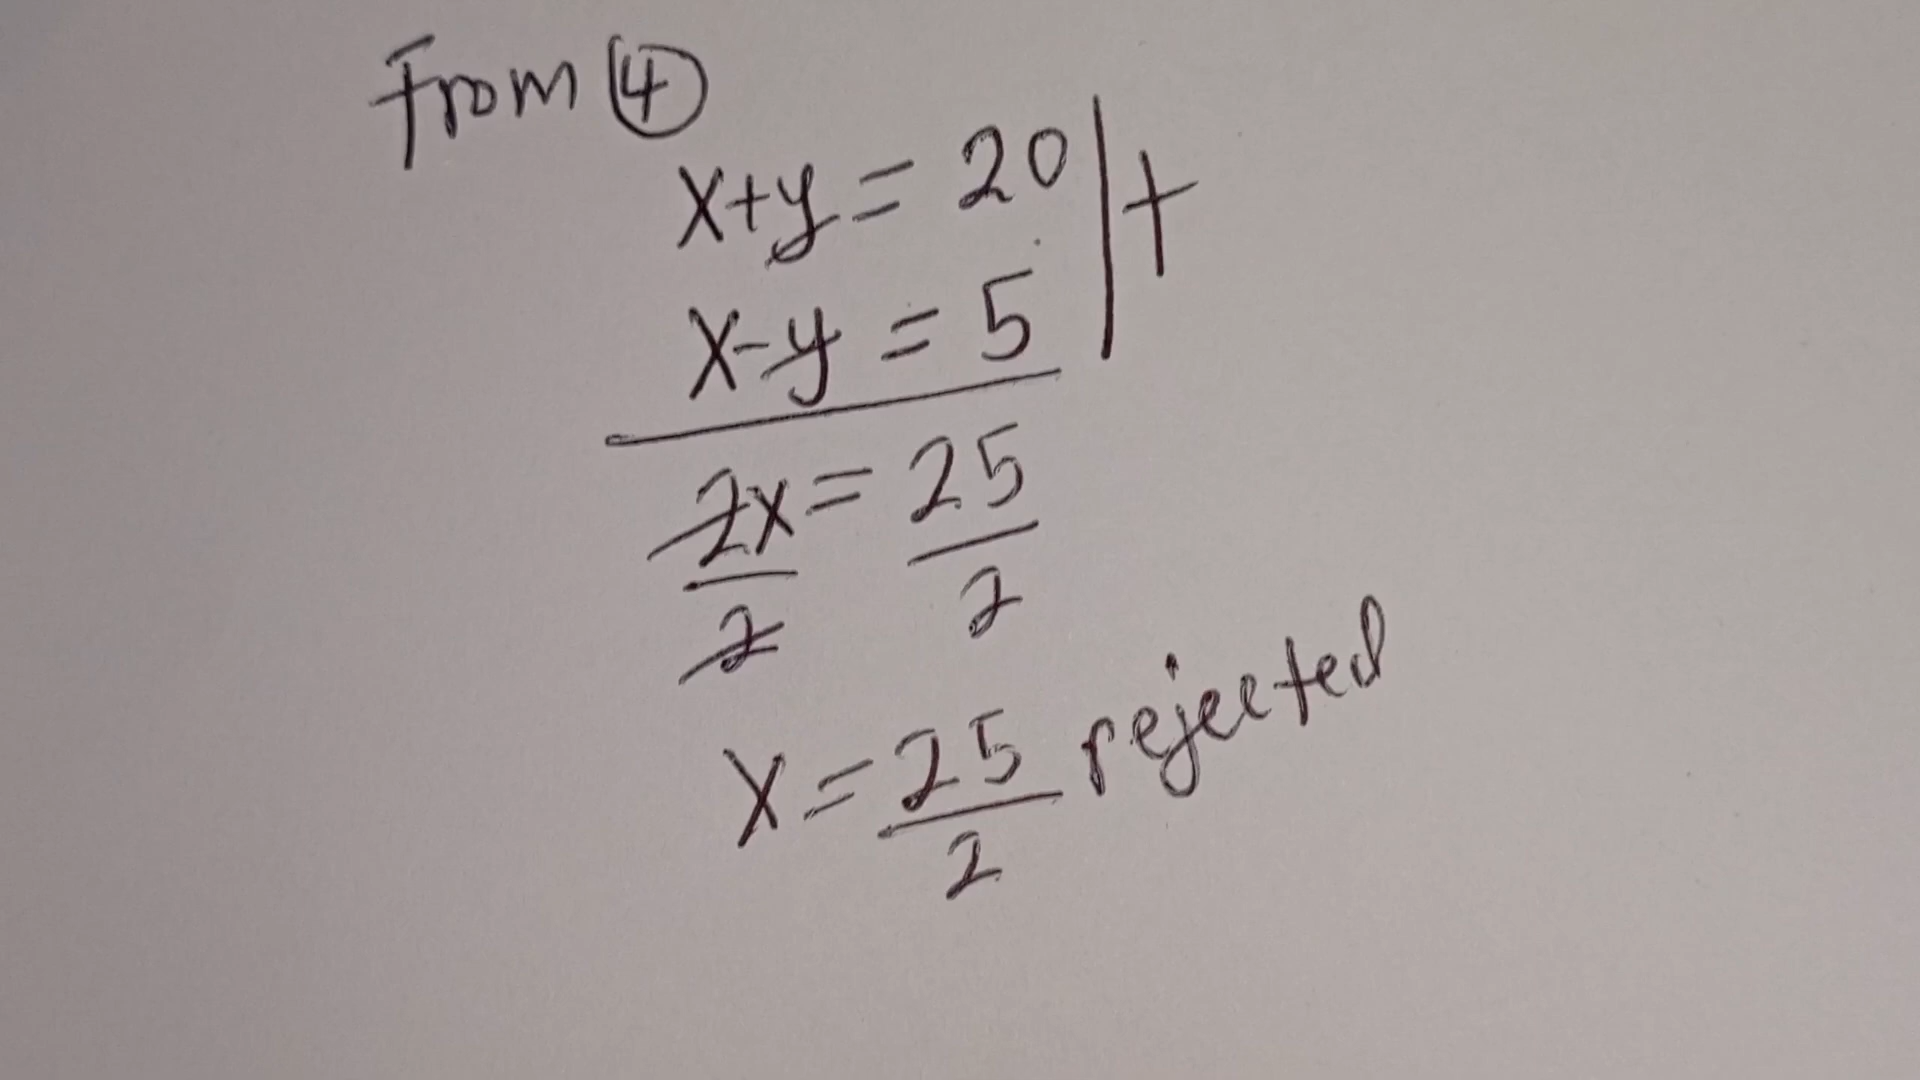 From ④
x+y = 20 | +
x-y = 5
2x = 25
2 2
x = 25 rejected
2